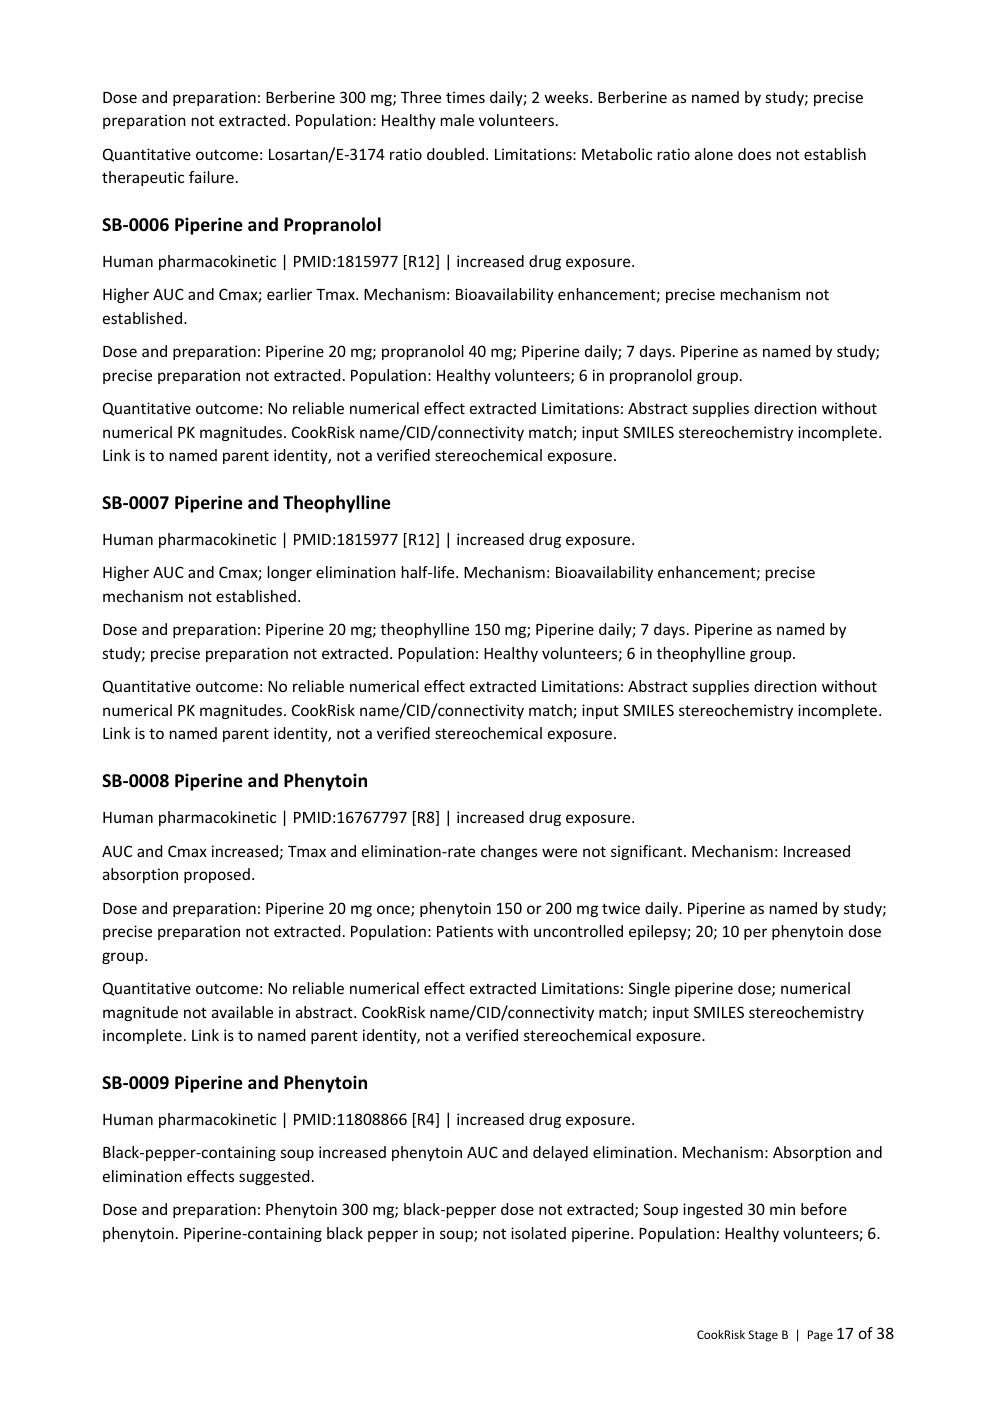 Dose and preparation: Berberine 300 mg; Three times daily; 2 weeks. Berberine as named by study; precise
preparation not extracted. Population: Healthy male volunteers.
Quantitative outcome: Losartan/E-3174 ratio doubled. Limitations: Metabolic ratio alone does not establish
therapeutic failure.
SB-0006 Piperine and Propranolol
Human pharmacokinetic | PMID:1815977 [R12] | increased drug exposure.
Higher AUC and Cmax; earlier Tmax. Mechanism: Bioavailability enhancement; precise mechanism not
established.
Dose and preparation: Piperine 20 mg; propranolol 40 mg; Piperine daily; 7 days. Piperine as named by study;
precise preparation not extracted. Population: Healthy volunteers; 6 in propranolol group.
Quantitative outcome: No reliable numerical effect extracted Limitations: Abstract supplies direction without
numerical PK magnitudes. CookRisk name/CID/connectivity match; input SMILES stereochemistry incomplete.
Link is to named parent identity, not a verified stereochemical exposure.
SB-0007 Piperine and Theophylline
Human pharmacokinetic | PMID:1815977 [R12] | increased drug exposure.
Higher AUC and Cmax; longer elimination half-life. Mechanism: Bioavailability enhancement; precise
mechanism not established.
Dose and preparation: Piperine 20 mg; theophylline 150 mg; Piperine daily; 7 days. Piperine as named by
study; precise preparation not extracted. Population: Healthy volunteers; 6 in theophylline group.
Quantitative outcome: No reliable numerical effect extracted Limitations: Abstract supplies direction without
numerical PK magnitudes. CookRisk name/CID/connectivity match; input SMILES stereochemistry incomplete.
Link is to named parent identity, not a verified stereochemical exposure.
SB-0008 Piperine and Phenytoin
Human pharmacokinetic | PMID:16767797 [R8] | increased drug exposure.
AUC and Cmax increased; Tmax and elimination-rate changes were not significant. Mechanism: Increased
absorption proposed.
Dose and preparation: Piperine 20 mg once; phenytoin 150 or 200 mg twice daily. Piperine as named by study;
precise preparation not extracted. Population: Patients with uncontrolled epilepsy; 20; 10 per phenytoin dose
group.
Quantitative outcome: No reliable numerical effect extracted Limitations: Single piperine dose; numerical
magnitude not available in abstract. CookRisk name/CID/connectivity match; input SMILES stereochemistry
incomplete. Link is to named parent identity, not a verified stereochemical exposure.
SB-0009 Piperine and Phenytoin
Human pharmacokinetic | PMID:11808866 [R4] | increased drug exposure.
Black-pepper-containing soup increased phenytoin AUC and delayed elimination. Mechanism: Absorption and
elimination effects suggested.
Dose and preparation: Phenytoin 300 mg; black-pepper dose not extracted; Soup ingested 30 min before
phenytoin. Piperine-containing black pepper in soup; not isolated piperine. Population: Healthy volunteers; 6.
CookRisk Stage B | Page 17 of 38